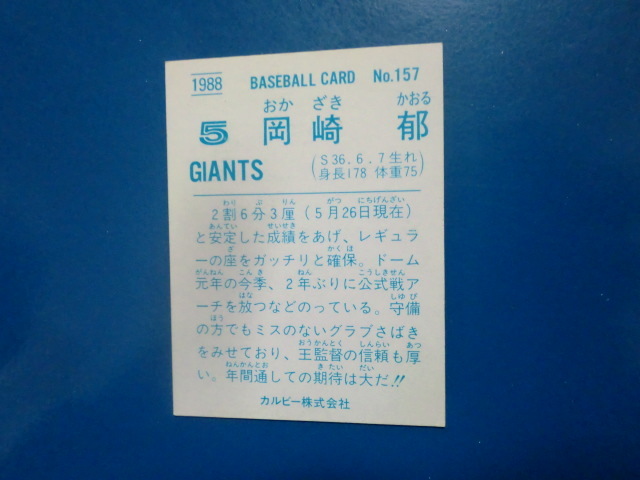 1988 BASEBALL CARD No.157
おか ざき かおる
5 岡崎 郁
GIANTS (S36.6.7生れ
身長178 体重75)
わり ぶ りん がつ にちげんざい
2割6分3厘(5月26日現在)
あんてい せいせき
と安定した成績をあげ、レギュラ
ざ かくほ
ーの座をガッチリと確保。ドーム
がんねん こんき ねん こうしきせん
元年の今季、2年ぶりに公式戦ア
はな しゆび
ーチを放つなどのっている。守備
ほう
の方でもミスのないグラブさばき
おうかんとく しんらい あつ
をみせており、王監督の信頼も厚
ねんかんとお きたい だい
い。年間通しての期待は大だ!!
カルビー株式会社